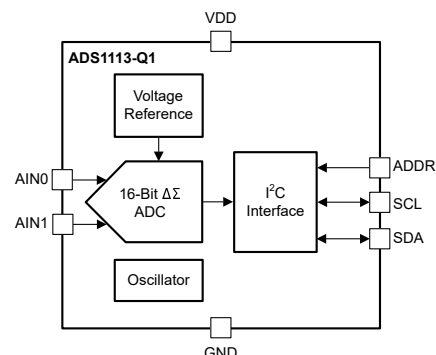 VDD
ADS1113-Q1
Voltage
Reference
AIN0
16-Bit ΔΣ
ADC
AIN1
I²C
Interface
ADDR
SCL
SDA
Oscillator
GND